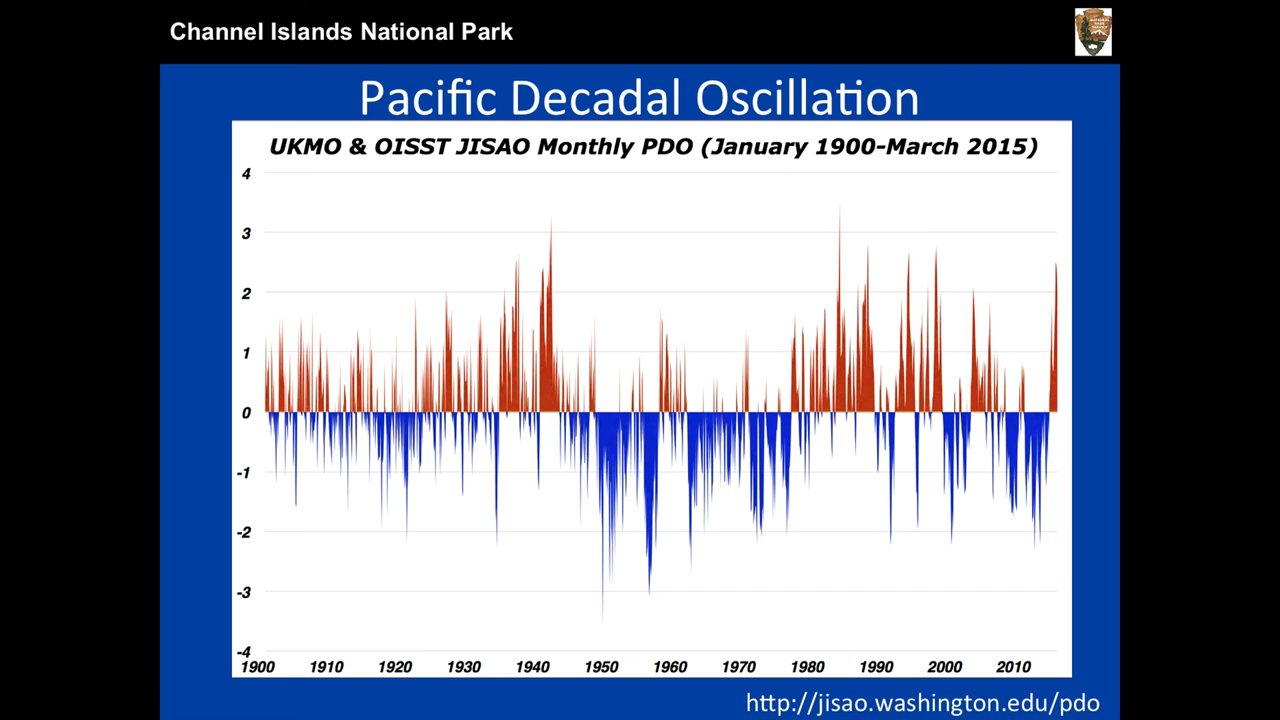 Channel Islands National Park
Pacific Decadal Oscillation
UKMO & OISST JISAO Monthly PDO (January 1900-March 2015)
4
3
2
1
0
-1
-2
-3
-4
1900 1910 1920 1930 1940 1950 1960 1970 1980 1990 2000 2010
http://jisao.washington.edu/pdo